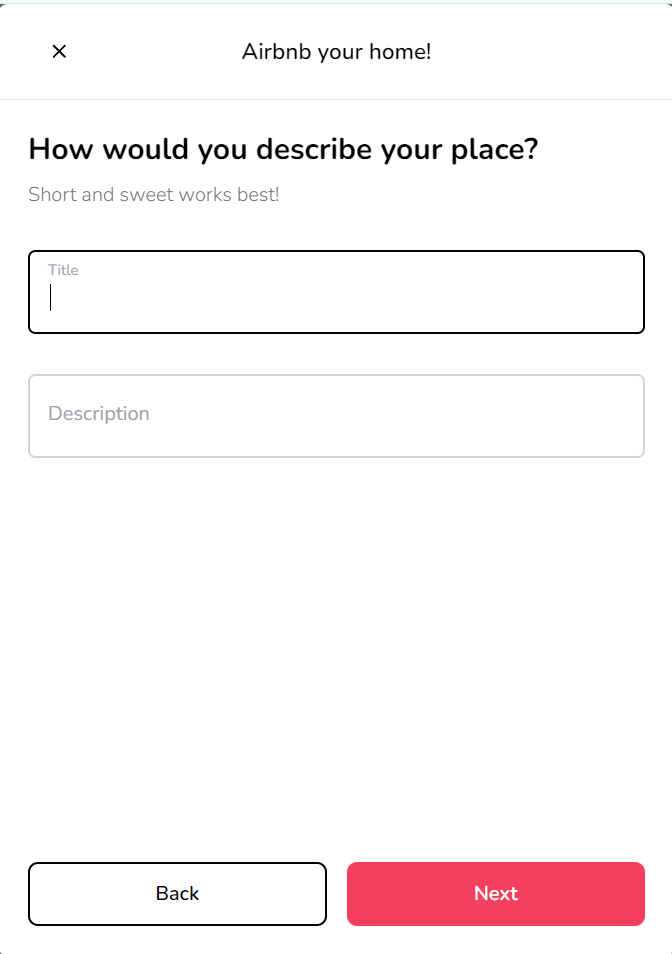 Airbnb your home!
How would you describe your place?
Short and sweet works best!
Title
Description
Back
Next